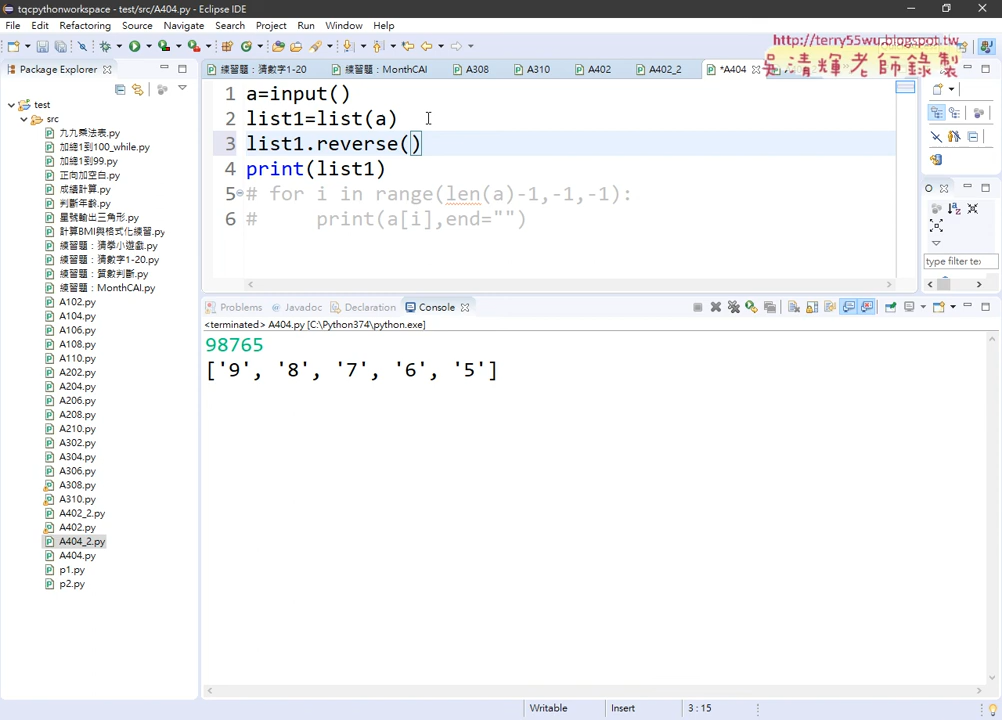 tqcpythonworkspace - test/src/A404.py - Eclipse IDE
File Edit Refactoring Source Navigate Search Project Run Window Help
http://terry55wu.blogspot.tw
吳清輝老師錄製
Package Explorer
練習題：猜數字1-20 練習題：MonthCAI A308 A310 A402 A402_2 *A404
test
src
九九乘法表.py
加總1到100_while.py
加總1到99.py
正向加空白.py
成績計算.py
判斷年齡.py
星號輸出三角形.py
計算BMI與格式化練習.py
練習題：猜拳小遊戲.py
練習題：猜數字1-20.py
練習題：質數判斷.py
練習題：MonthCAI.py
A102.py
A104.py
A106.py
A108.py
A110.py
A202.py
A204.py
A206.py
A208.py
A210.py
A302.py
A304.py
A306.py
A308.py
A310.py
A402_2.py
A402.py
A404_2.py
A404.py
p1.py
p2.py
1 a=input()
2 list1=list(a)
3 list1.reverse()
4 print(list1)
5 # for i in range(len(a)-1,-1,-1):
6 #     print(a[i],end="")
type filter te
Problems Javadoc Declaration Console
<terminated> A404.py [C:\Python374\python.exe]
98765
['9', '8', '7', '6', '5']
Writable Insert 3 : 15